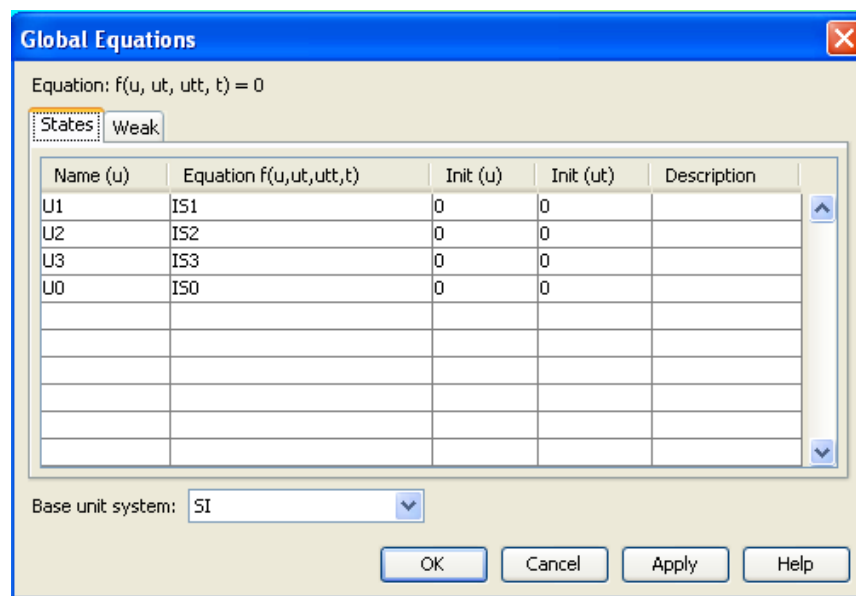 Global Equations
Equation: f(u, ut, utt, t) = 0
States Weak
Name (u) Equation f(u,ut,utt,t) Init (u) Init (ut) Description
U1 IS1 0 0
U2 IS2 0 0
U3 IS3 0 0
U0 IS0 0 0
Base unit system: SI
OK Cancel Apply Help